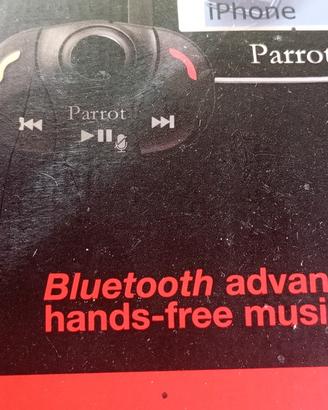 iPhone
Parrot
Parrot
Bluetooth advan
hands-free musi